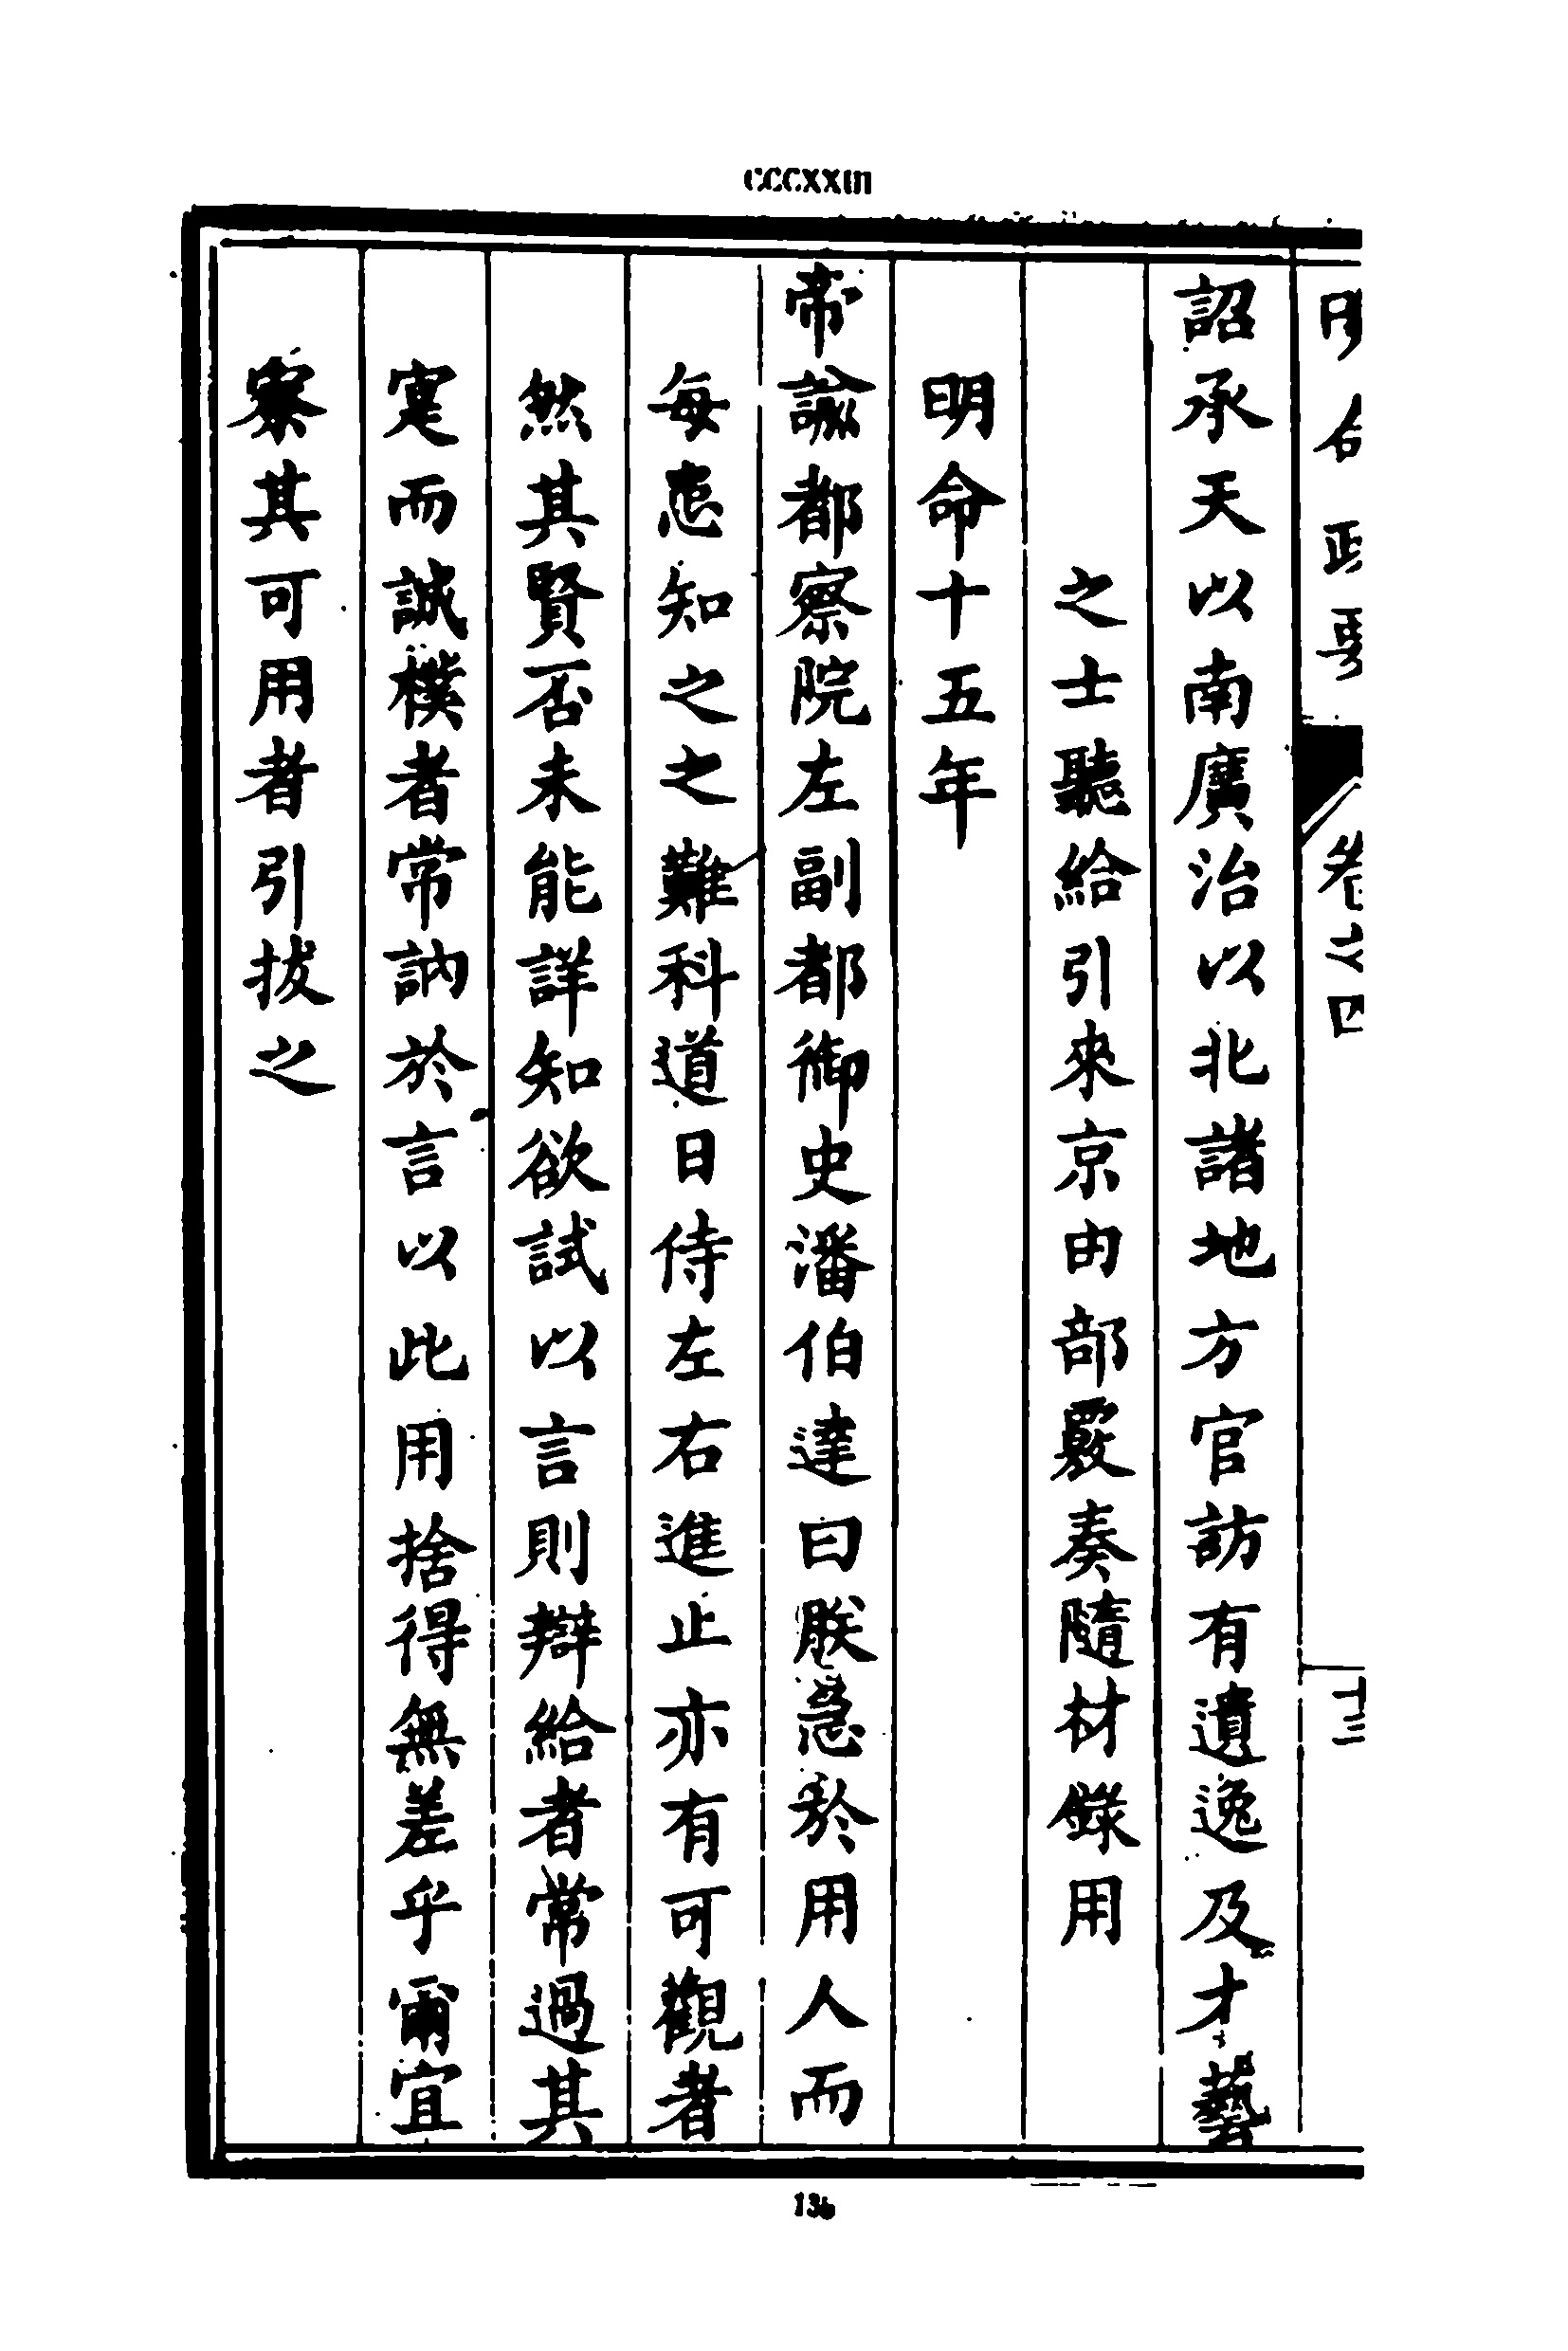 CCCXXIII
明命政要
卷之四
十三
詔承天以南廣治以北諸地方官訪有遺逸及才藝
之士聽給引來京由部覈奏隨材錄用
明命十五年
帝諭都察院左副都御史潘伯達曰朕急於用人而
每患知之之難科道日侍左右進止亦有可觀者
然其賢否未能詳知欲試以言則辯給者常過其
寔而誠樸者常訥於言以此用捨得無差乎爾宜
察其可用者引拔之
13b